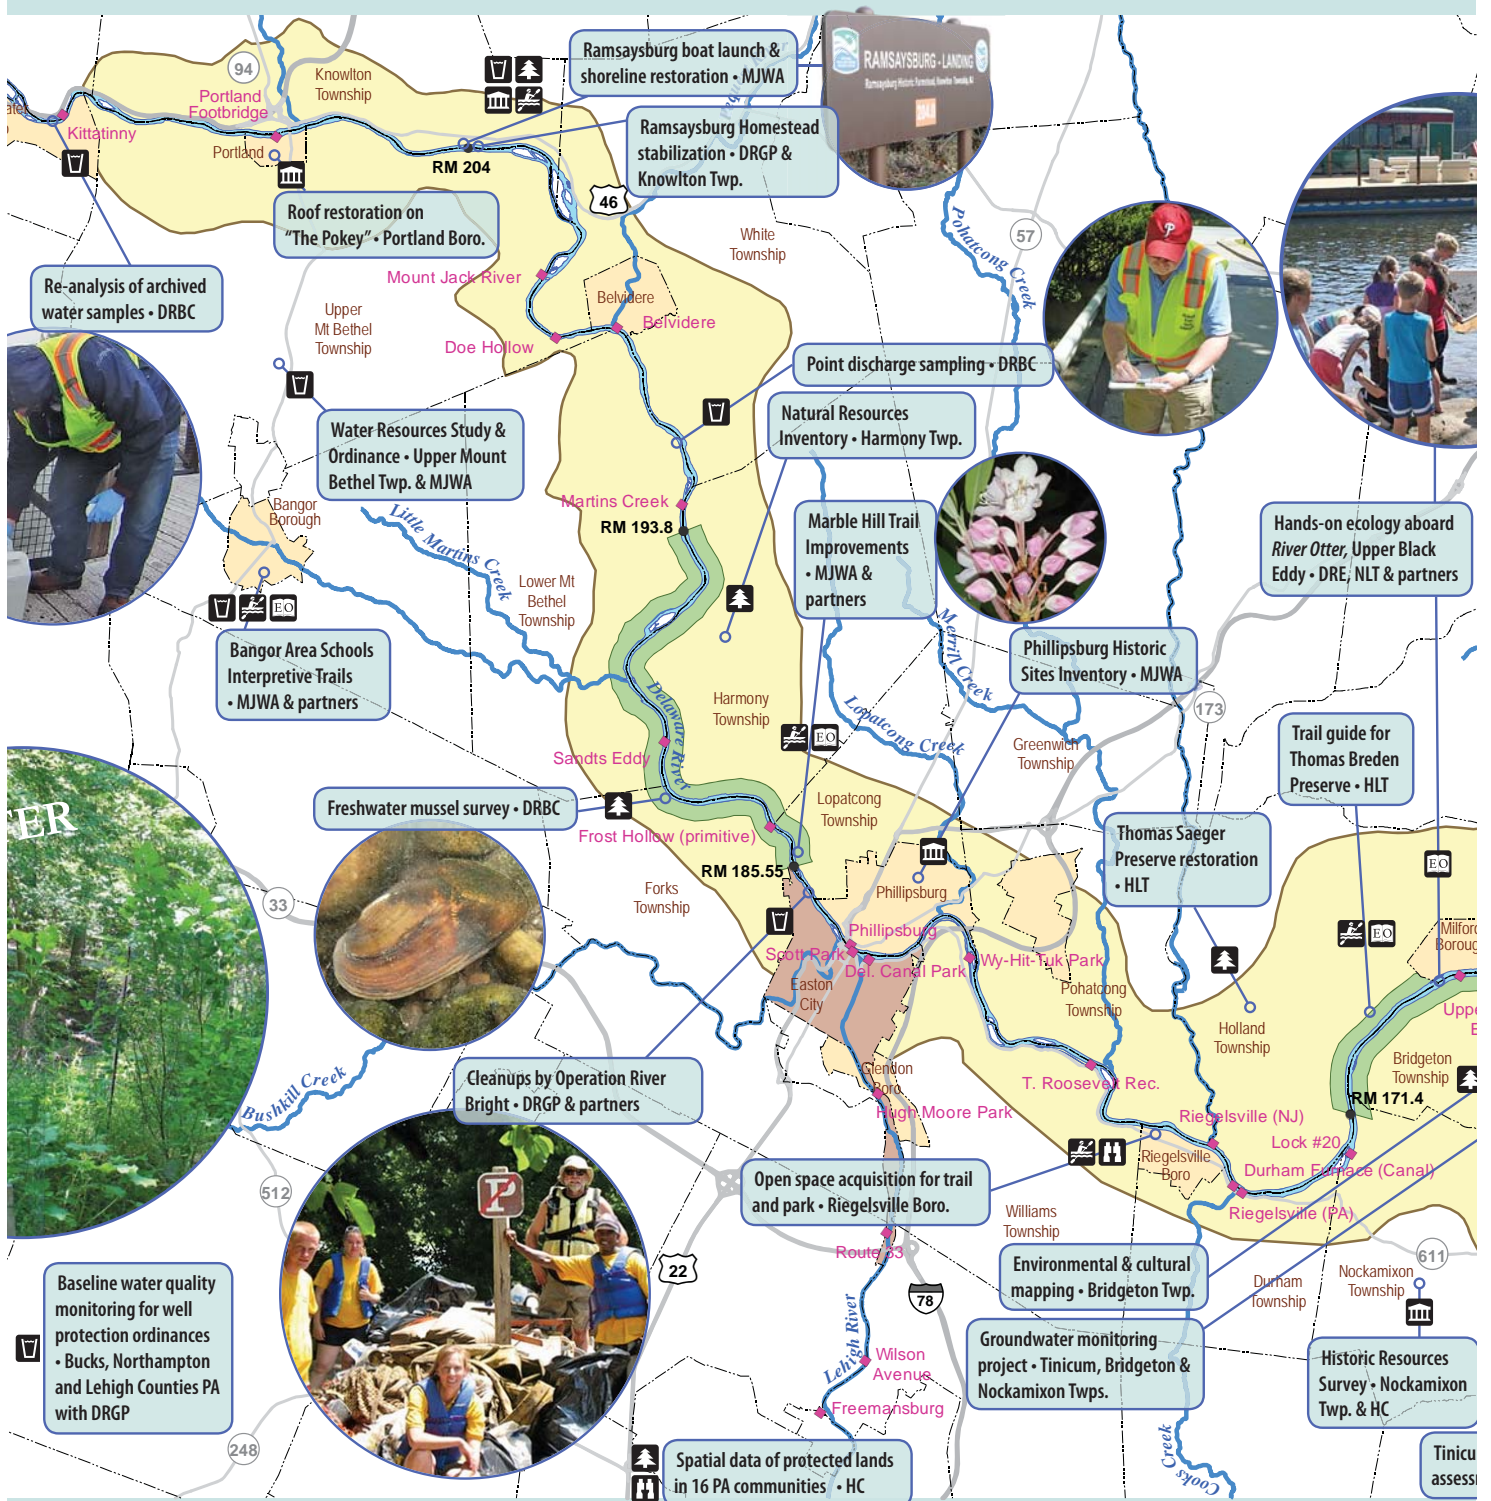 Ramsaysburg boat launch &
shoreline restoration • MJWA
RAMSAYSBURG - LANDING
Ramsaysburg Historic Farmstead, Knowlton Township, NJ
94
Knowlton
Township
Portland
Footbridge
Kittatinny
Portland
RM 204
Ramsaysburg Homestead
stabilization • DRGP &
Knowlton Twp.
46
Roof restoration on
"The Pokey" • Portland Boro.
White
Township
57
Pohatcong Creek
Re-analysis of archived
water samples • DRBC
Mount Jack River
Belvidere
Belvidere
Doe Hollow
Upper
Mt Bethel
Township
Point discharge sampling • DRBC
Natural Resources
Inventory • Harmony Twp.
Water Resources Study &
Ordinance • Upper Mount
Bethel Twp. & MJWA
Bangor
Borough
Little Martins Creek
Martins Creek
RM 193.8
Marble Hill Trail
Improvements
• MJWA &
partners
Hands-on ecology aboard
River Otter, Upper Black
Eddy • DRE, NLT & partners
Lower Mt
Bethel
Township
EO
Bangor Area Schools
Interpretive Trails
• MJWA & partners
Merrill Creek
Phillipsburg Historic
Sites Inventory • MJWA
Delaware River
Harmony
Township
Lopatcong Creek
EO
173
Greenwich
Township
Trail guide for
Thomas Breden
Preserve • HLT
Sandts Eddy
Freshwater mussel survey • DRBC
Frost Hollow (primitive)
Lopatcong
Township
Thomas Saeger
Preserve restoration
• HLT
TER
RM 185.55
Forks
Township
33
Phillipsburg
EO
EO
Phillipsburg
Scott Park
Del. Canal Park
Wy-Hit-Tuk Park
Easton
City
Pohatcong
Township
Holland
Township
Milford
Borough
Bridgeton
Township
RM 171.4
Glendon
Boro
T. Roosevelt Rec.
Cleanups by Operation River
Bright • DRGP & partners
Bushkill Creek
Hugh Moore Park
Riegelsville (NJ)
Lock #20
Riegelsville
Boro
Durham Furnace (Canal)
Riegelsville (PA)
Open space acquisition for trail
and park • Riegelsville Boro.
512
P
Williams
Township
Route 33
611
22
78
Environmental & cultural
mapping • Bridgeton Twp.
Durham
Township
Nockamixon
Township
Baseline water quality
monitoring for well
protection ordinances
• Bucks, Northampton
and Lehigh Counties PA
with DRGP
Lehigh River
Wilson
Avenue
Freemansburg
Groundwater monitoring
project • Tinicum, Bridgeton &
Nockamixon Twps.
Historic Resources
Survey • Nockamixon
Twp. & HC
248
Spatial data of protected lands
in 16 PA communities • HC
Cooks Creek